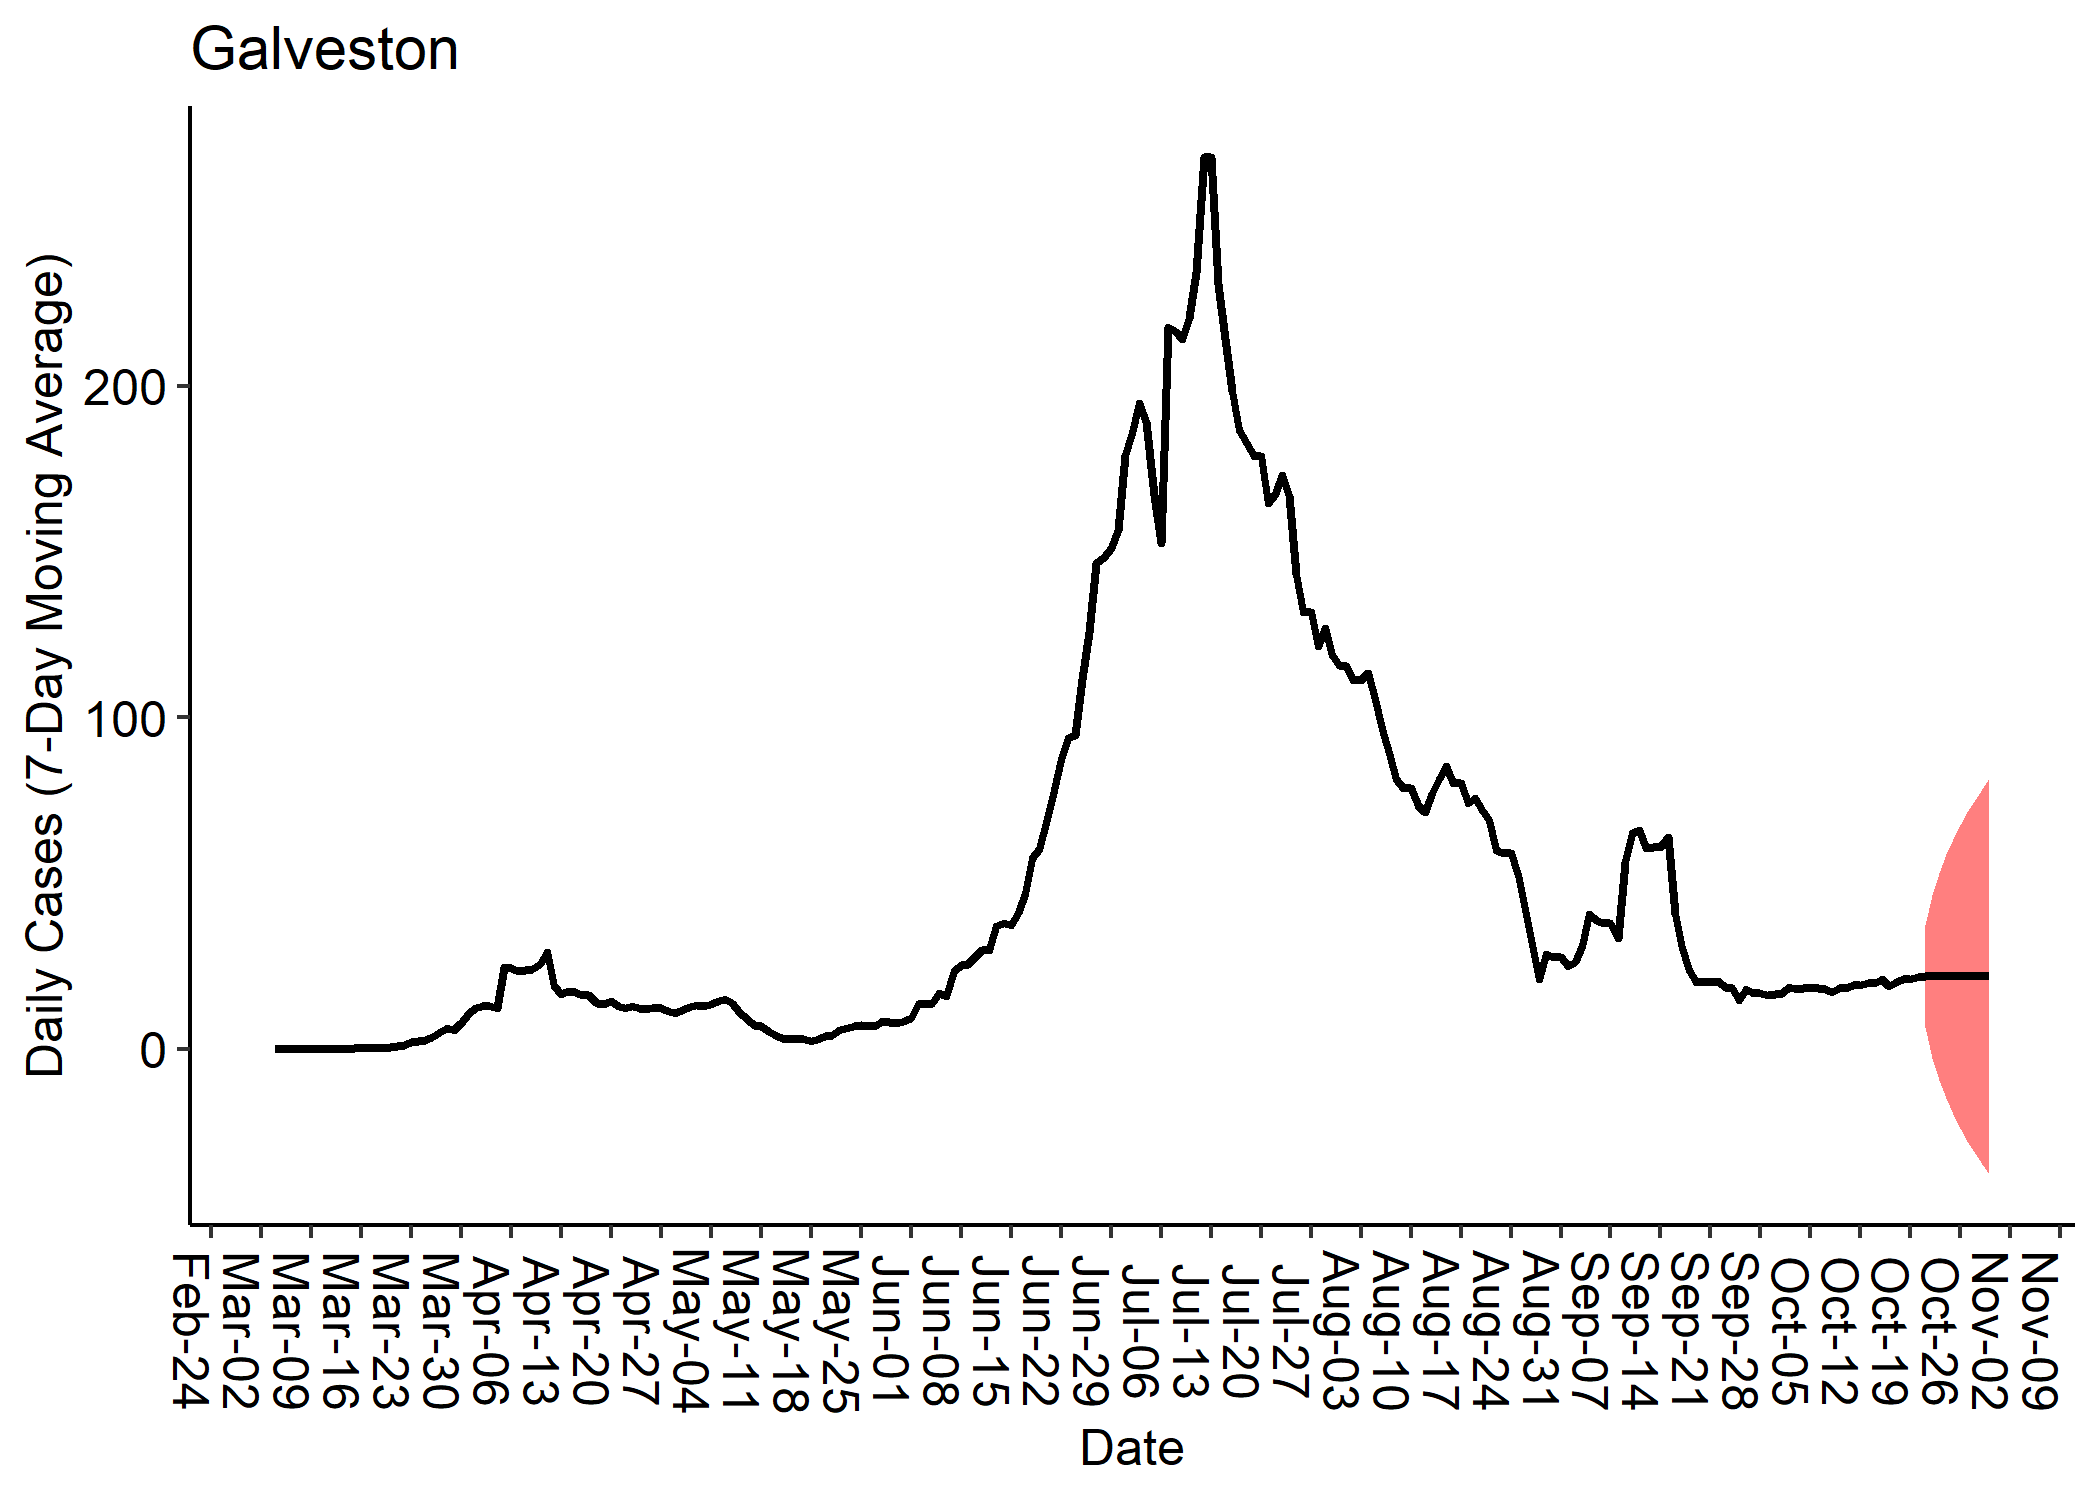 Galveston
Daily Cases (7-Day Moving Average)
200
100
0
Feb-24
Mar-02
Mar-09
Mar-16
Mar-23
Mar-30
Apr-06
Apr-13
Apr-20
Apr-27
May-04
May-11
May-18
May-25
Jun-01
Jun-08
Jun-15
Jun-22
Jun-29
Jul-06
Jul-13
Jul-20
Jul-27
Aug-03
Aug-10
Aug-17
Aug-24
Aug-31
Sep-07
Sep-14
Sep-21
Sep-28
Oct-05
Oct-12
Oct-19
Oct-26
Nov-02
Nov-09
Date